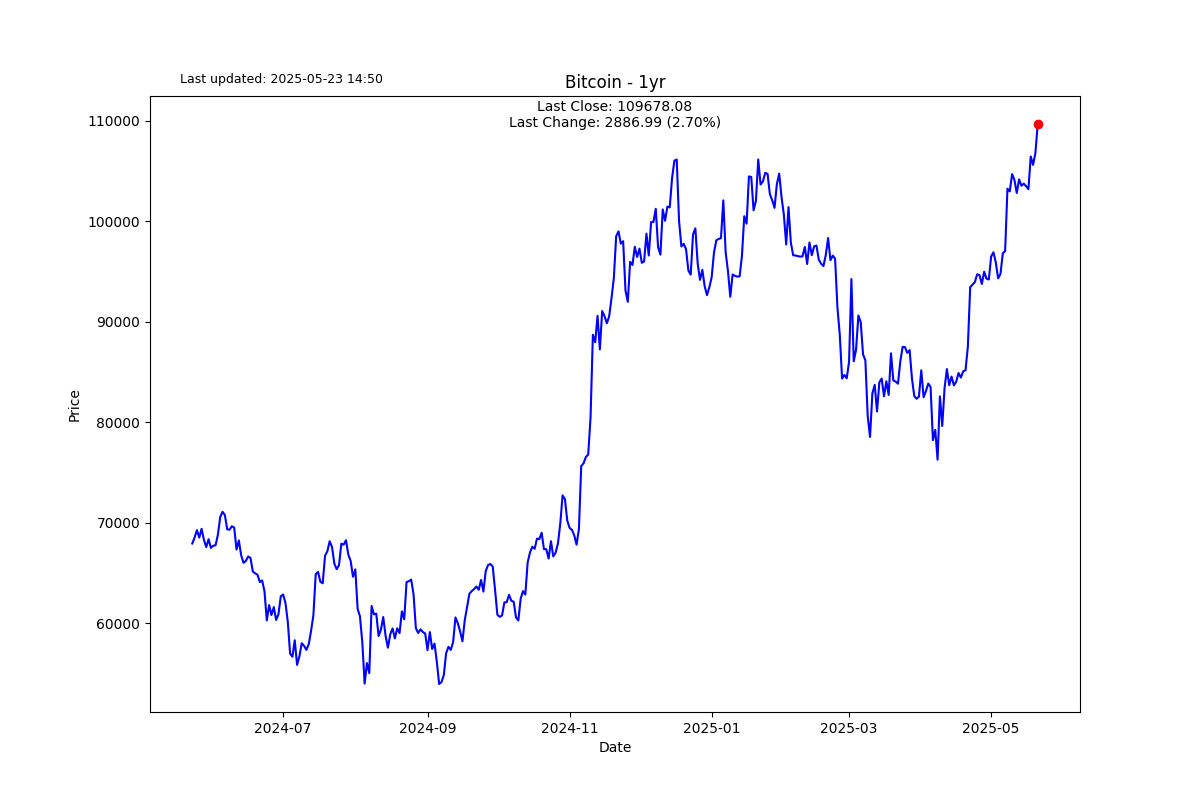 Last updated: 2025-05-23 14:50
Bitcoin - 1yr
Last Close: 109678.08
Last Change: 2886.99 (2.70%)
110000
100000
90000
80000
70000
60000
Price
2024-07
2024-09
2024-11
2025-01
2025-03
2025-05
Date